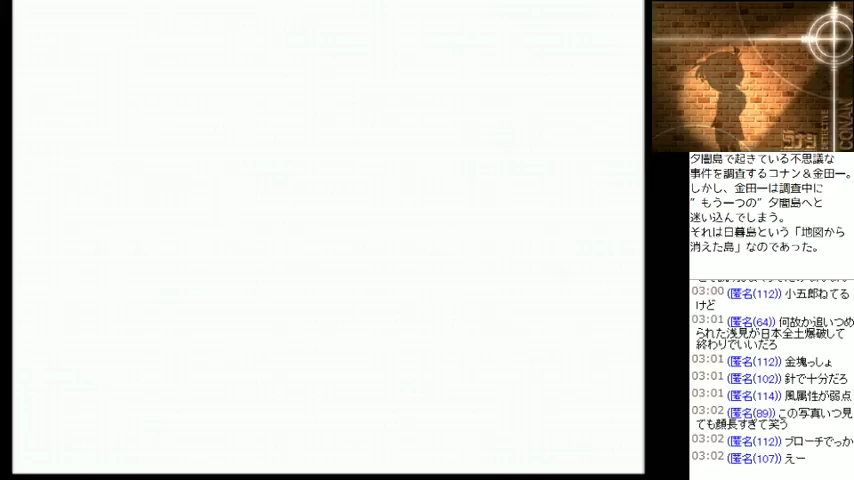 DETECTIVE
CONAN
夕闇島で起きている不思議な
事件を調査するコナン＆金田一。
しかし、金田一は調査中に
”もう一つの”夕闇島へと
迷い込んでしまう。
それは日暮島という「地図から
消えた島」なのであった。
03:00 (匿名(112)) 小五郎ねてる
けど
03:01 (匿名(64)) 何故か追いつめ
られた浅見が日本全土爆破して
終わりでいいだろ
03:01 (匿名(112)) 金塊っしょ
03:01 (匿名(102)) 針で十分だろ
03:01 (匿名(114)) 風属性が弱点
03:02 (匿名(89)) この写真いつ見
ても顔長すぎて笑う
03:02 (匿名(112)) ブローチでっか
03:02 (匿名(107)) えー